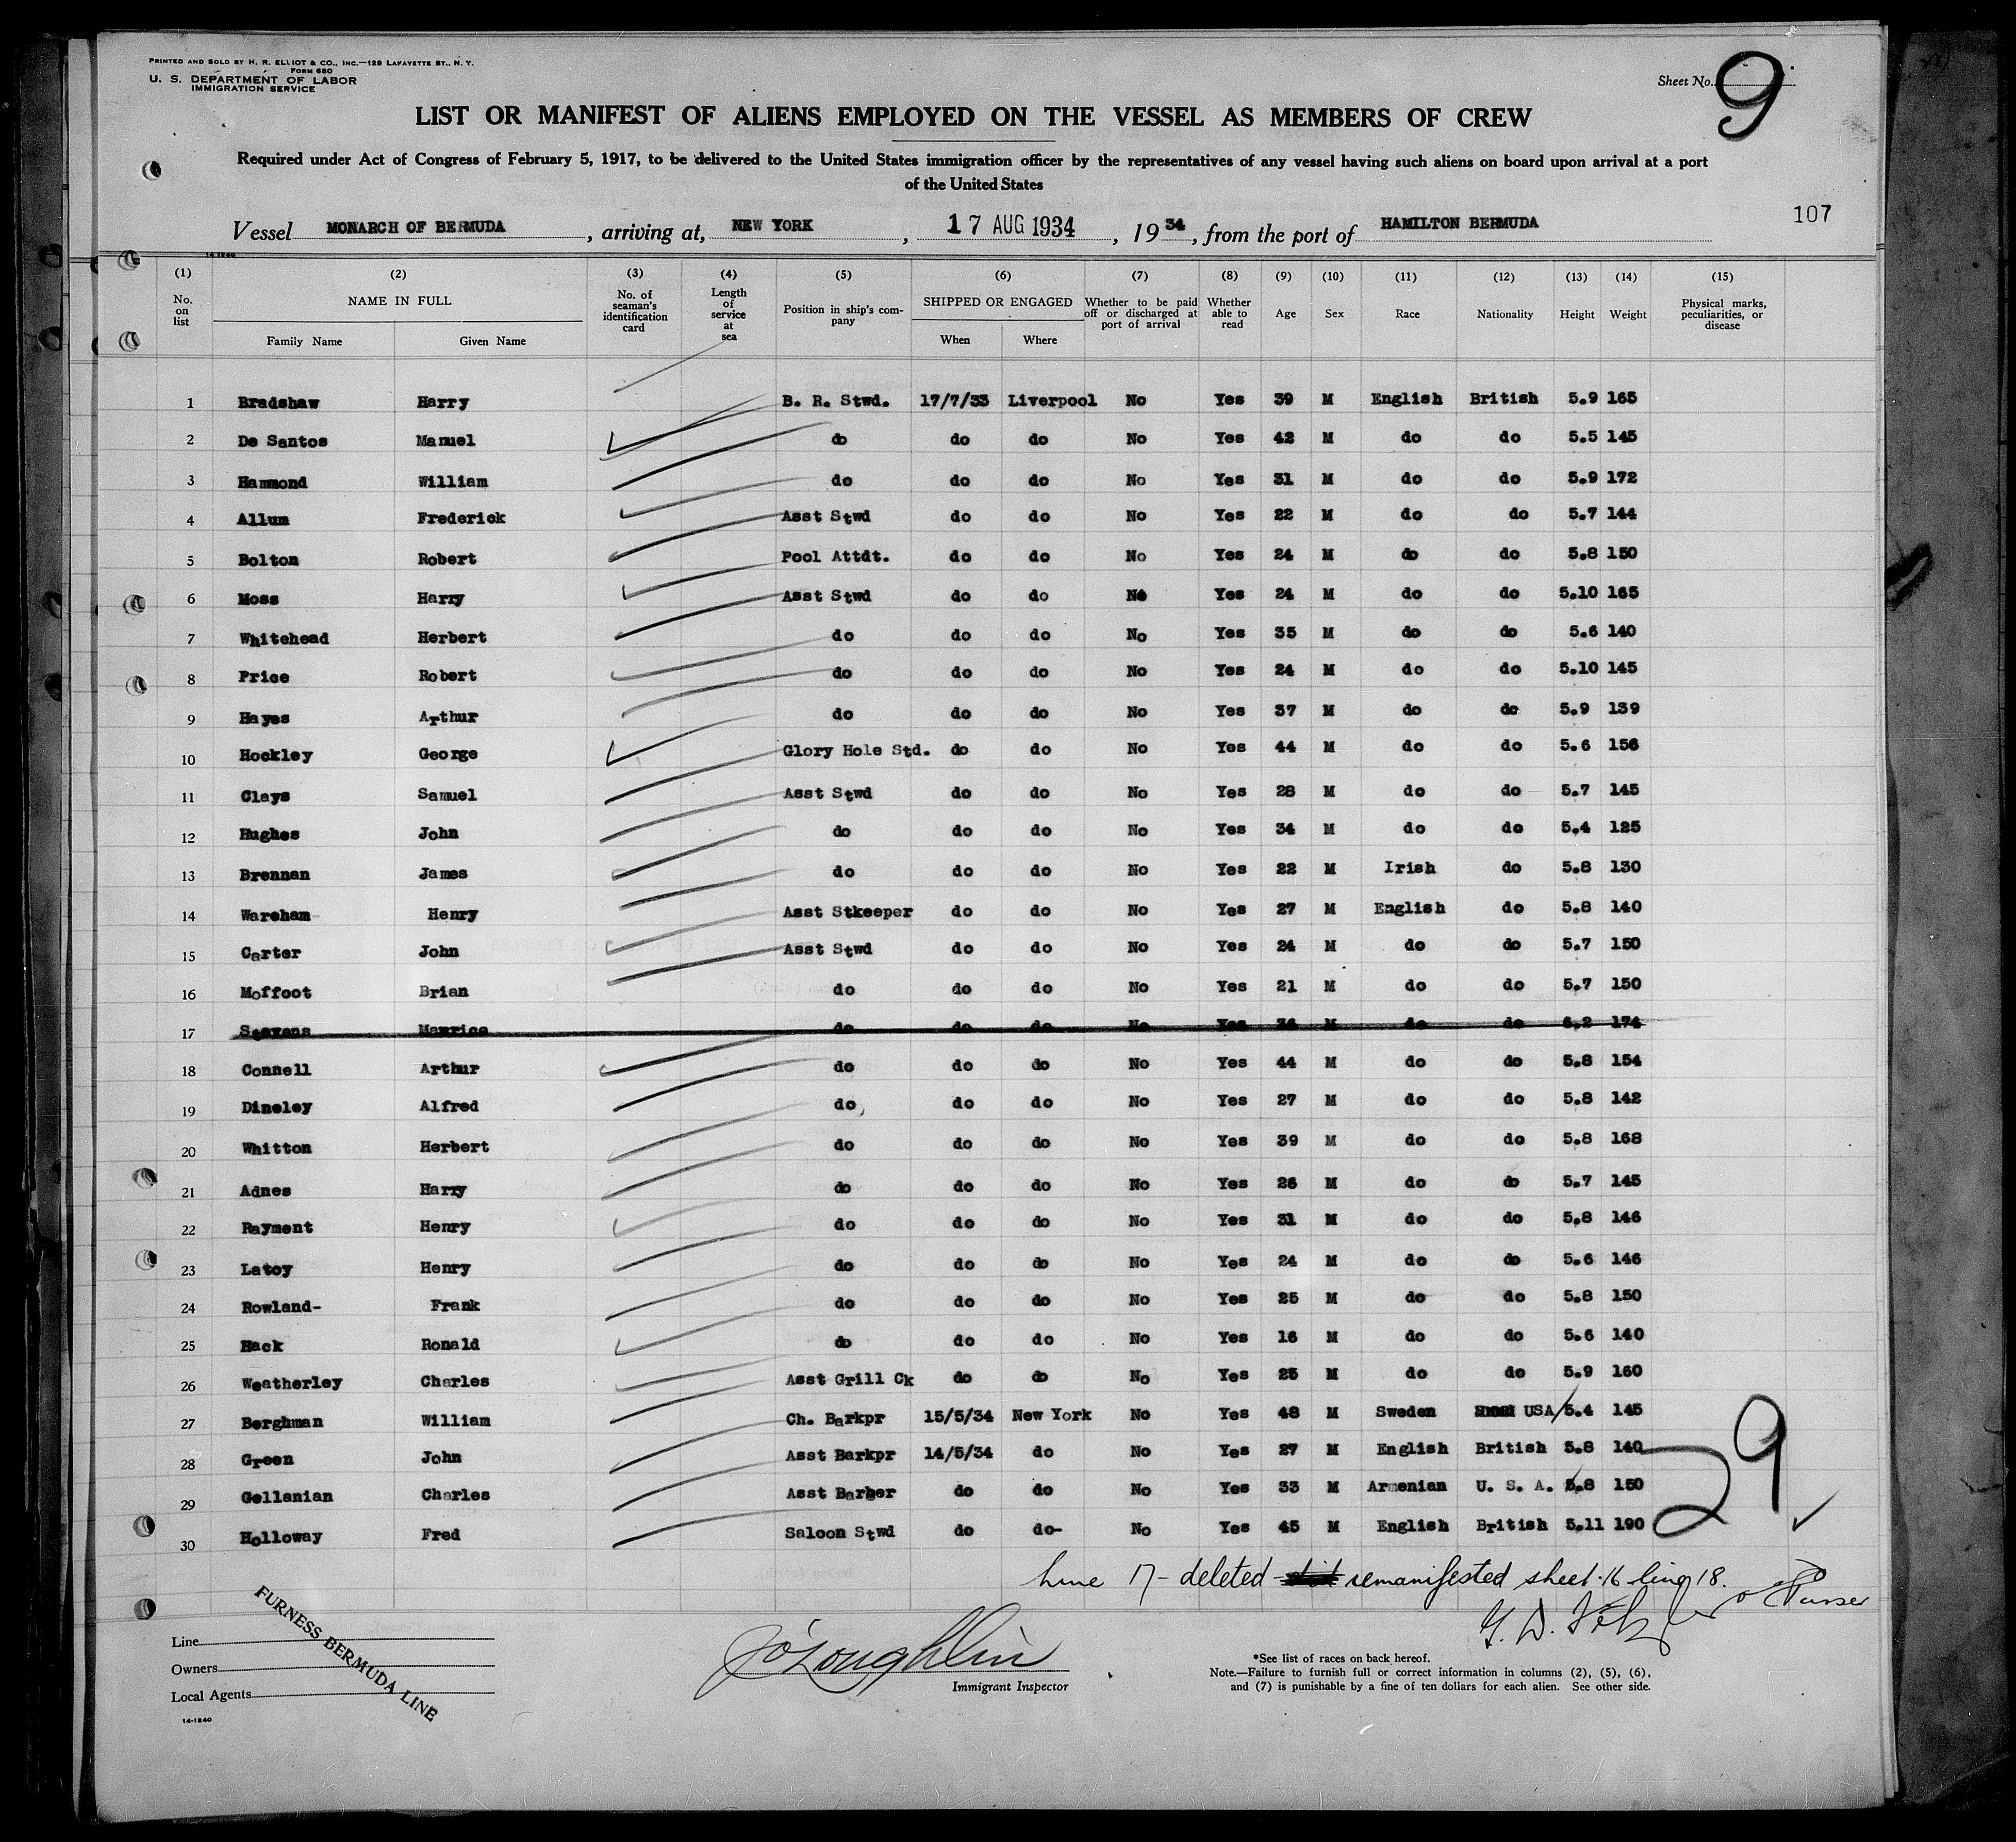 PRINTED AND SOLD BY H. R. ELLIOT & CO., INC.—129 LAFAYETTE ST., N. Y.
FORM 680
U. S. DEPARTMENT OF LABOR
IMMIGRATION SERVICE
Sheet No. 9
LIST OR MANIFEST OF ALIENS EMPLOYED ON THE VESSEL AS MEMBERS OF CREW
Required under Act of Congress of February 5, 1917, to be delivered to the United States immigration officer by the representatives of any vessel having such aliens on board upon arrival at a port
of the United States
107
Vessel MONARCH OF BERMUDA, arriving at, NEW YORK, 17 AUG 1934, 1934, from the port of HAMILTON BERMUDA
14-1240
(1) (2) (3) (4) (5) (6) (7) (8) (9) (10) (11) (12) (13) (14) (15)
No. on list NAME IN FULL Family Name Given Name No. of seaman's identification card Length of service at sea Position in ship's company SHIPPED OR ENGAGED When Where Whether to be paid off or discharged at port of arrival Whether able to read Age Sex Race Nationality Height Weight Physical marks, peculiarities, or disease
1 Bradshaw Harry B. R. Stwd. 17/7/33 Liverpool No Yes 39 M English British 5.9 165
2 De Santos Manuel do do do No Yes 42 M do do 5.5 145
3 Hammond William do do do No Yes 31 M do do 5.9 172
4 Allum Frederick Asst Stwd do do No Yes 22 M do do 5.7 144
5 Bolton Robert Pool Attdt. do do No Yes 24 M do do 5.8 150
6 Moss Harry Asst Stwd do do No Yes 24 M do do 5.10 165
7 Whitehead Herbert do do do No Yes 35 M do do 5.6 140
8 Price Robert do do do No Yes 24 M do do 5.10 145
9 Hayes Arthur do do do No Yes 37 M do do 5.9 139
10 Hockley George Glory Hole Std. do do No Yes 44 M do do 5.6 156
11 Clays Samuel Asst Stwd do do No Yes 28 M do do 5.7 145
12 Hughes John do do do No Yes 34 M do do 5.4 125
13 Brennan James do do do No Yes 22 M Irish do 5.8 130
14 Wareham Henry Asst Stkeeper do do No Yes 27 M English do 5.8 140
15 Carter John Asst Stwd do do No Yes 24 M do do 5.7 150
16 Moffoot Brian do do do No Yes 21 M do do 5.7 150
17 Stevens Maurice do do do No Yes 36 M do do 6.2 174
18 Connell Arthur do do do No Yes 44 M do do 5.8 154
19 Dineley Alfred do do do No Yes 27 M do do 5.8 142
20 Whitton Herbert do do do No Yes 39 M do do 5.8 168
21 Adnes Harry do do do No Yes 26 M do do 5.7 145
22 Rayment Henry do do do No Yes 31 M do do 5.8 146
23 Latoy Henry do do do No Yes 24 M do do 5.6 146
24 Rowland- Frank do do do No Yes 25 M do do 5.8 150
25 Hack Ronald do do do No Yes 16 M do do 5.6 140
26 Weatherley Charles Asst Grill Ck do do No Yes 25 M do do 5.9 160
27 Berghman William Ch. Barkpr 15/5/34 New York No Yes 48 M Sweden USA 5.4 145
28 Green John Asst Barkpr 14/5/34 do No Yes 27 M English British 5.8 140
29 Gellanian Charles Asst Barber do do No Yes 33 M Armenian U. S. A. 5.8 150
30 Holloway Fred Saloon Stwd do do- No Yes 45 M English British 5.11 190
29
Line 17 - deleted - remanifested sheet 16 line 18.
Purser
FURNESS BERMUDA LINE
Line
Owners
Local Agents
14-1240
O'Loughlin
Immigrant Inspector
*See list of races on back hereof.
Note.—Failure to furnish full or correct information in columns (2), (5), (6),
and (7) is punishable by a fine of ten dollars for each alien. See other side.